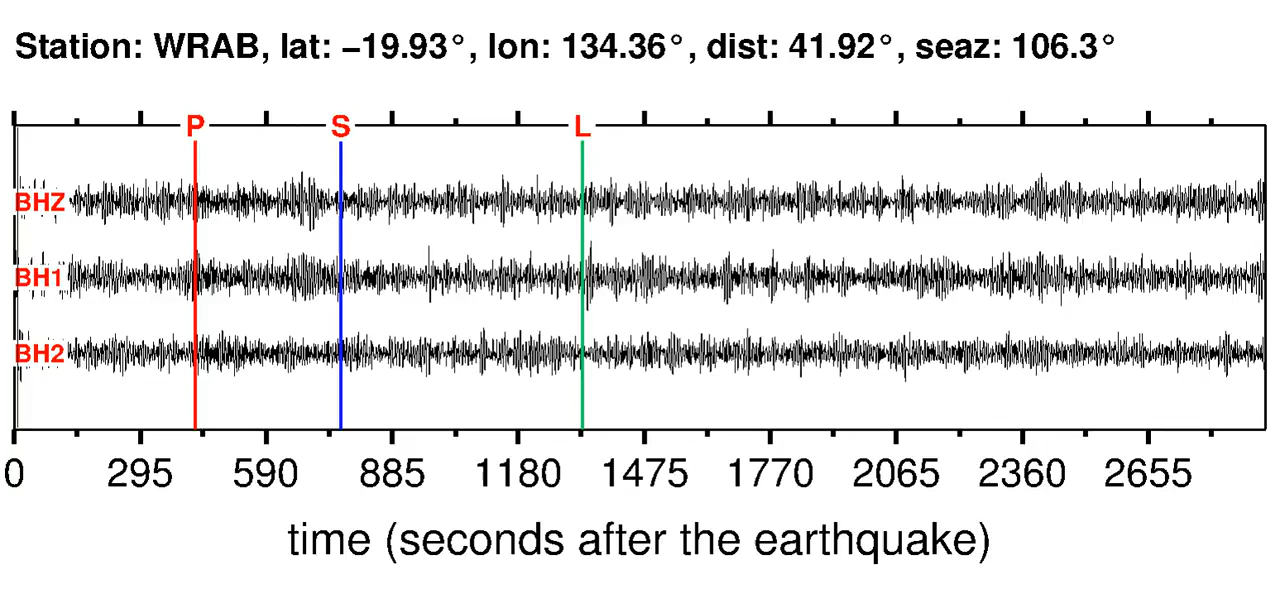 Station: WRAB, lat: −19.93°, lon: 134.36°, dist: 41.92°, seaz: 106.3°
P S L
BHZ
BH1
BH2
0 295 590 885 1180 1475 1770 2065 2360 2655
time (seconds after the earthquake)